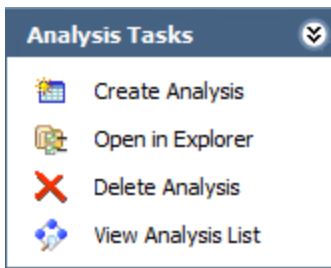 Analysis Tasks
Create Analysis
Open in Explorer
Delete Analysis
View Analysis List